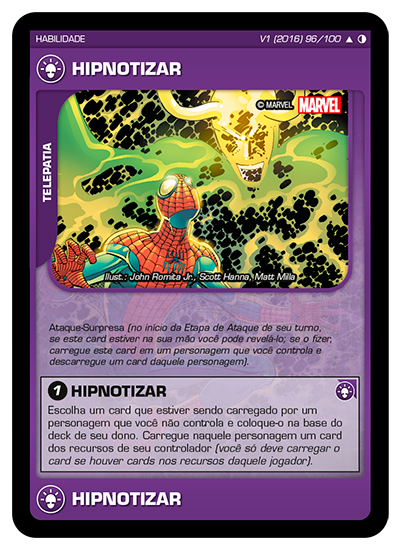 HABILIDADE
V1 (2016) 96/100 ▲ ◑
HIPNOTIZAR
© MARVEL MARVEL
TELEPATIA
Ilust.: John Romita Jr., Scott Hanna, Matt Milla
Ataque-Surpresa (no início da Etapa de Ataque de seu turno,
se este card estiver na sua mão você pode revelá-lo; se o fizer,
carregue este card em um personagem que você controla e
descarregue um card daquele personagem).
1 HIPNOTIZAR
Escolha um card que estiver sendo carregado por um
personagem que você não controla e coloque-o na base do
deck de seu dono. Carregue naquele personagem um card
dos recursos de seu controlador (você só deve carregar o
card se houver cards nos recursos daquele jogador).
HIPNOTIZAR